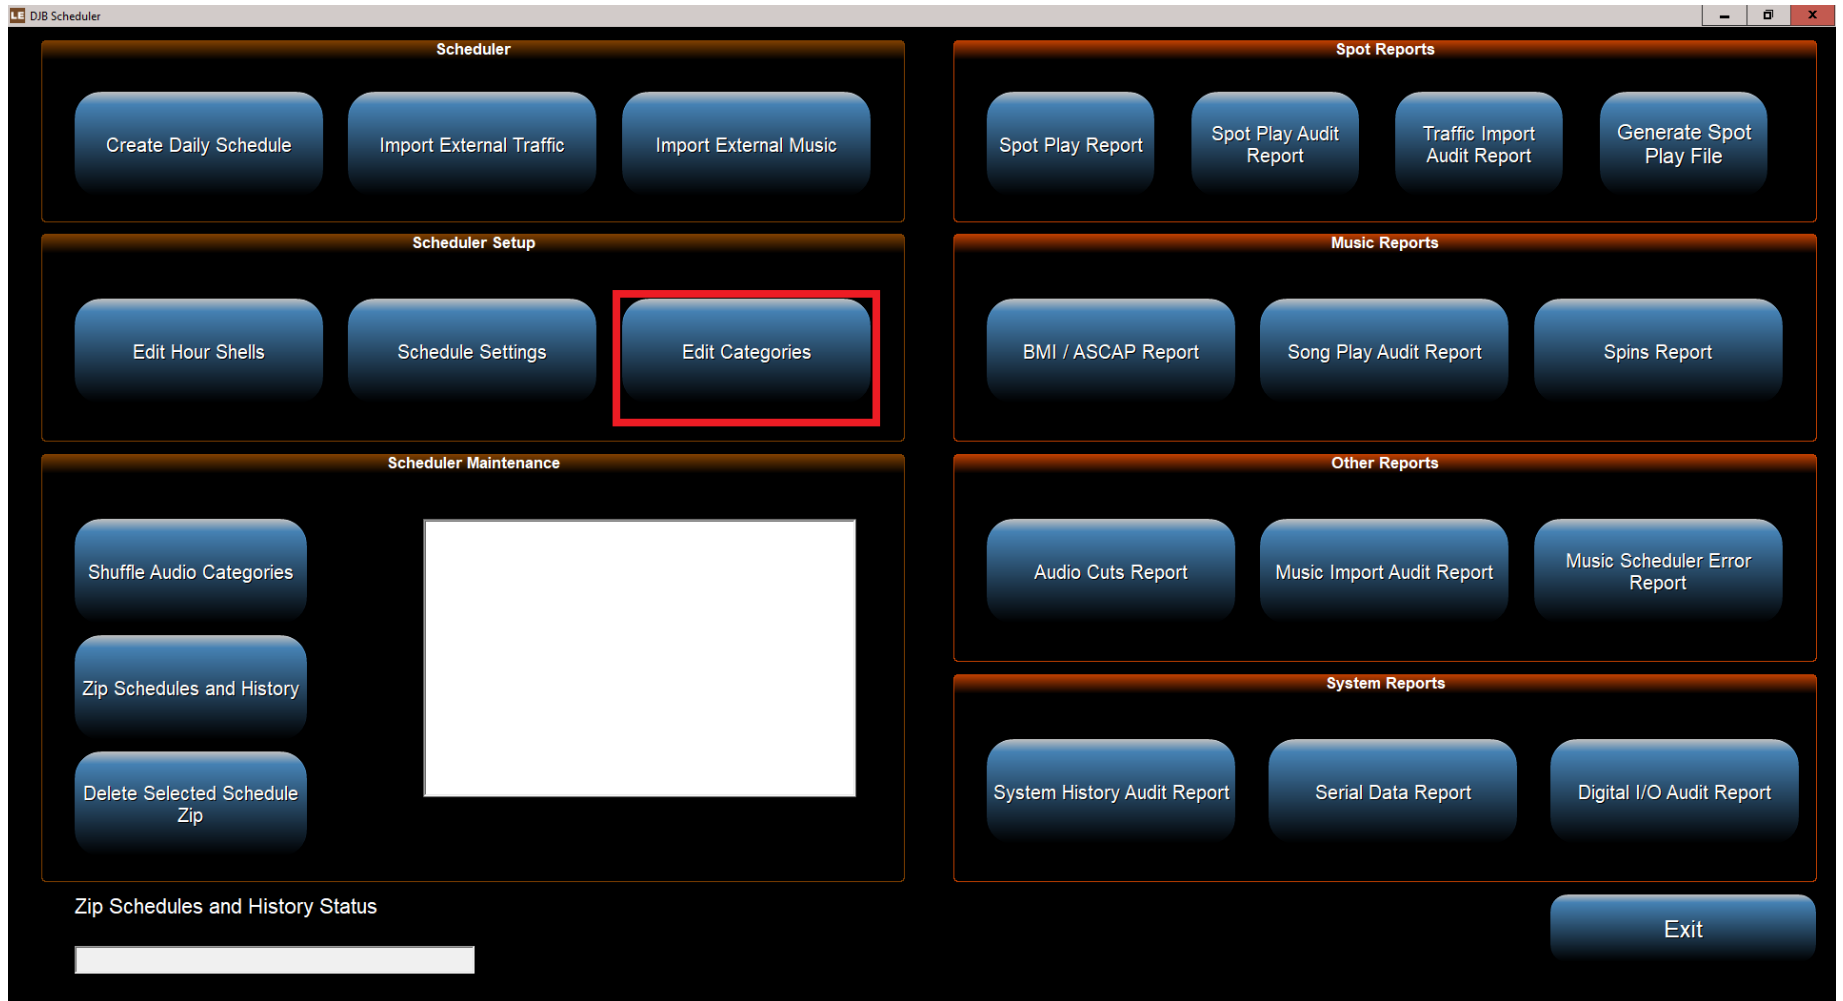 LE DJB Scheduler
Scheduler
Create Daily Schedule
Import External Traffic
Import External Music
Scheduler Setup
Edit Hour Shells
Schedule Settings
Edit Categories
Scheduler Maintenance
Shuffle Audio Categories
Zip Schedules and History
Delete Selected Schedule
Zip
Zip Schedules and History Status
Spot Reports
Spot Play Report
Spot Play Audit
Report
Traffic Import
Audit Report
Generate Spot
Play File
Music Reports
BMI / ASCAP Report
Song Play Audit Report
Spins Report
Other Reports
Audio Cuts Report
Music Import Audit Report
Music Scheduler Error
Report
System Reports
System History Audit Report
Serial Data Report
Digital I/O Audit Report
Exit